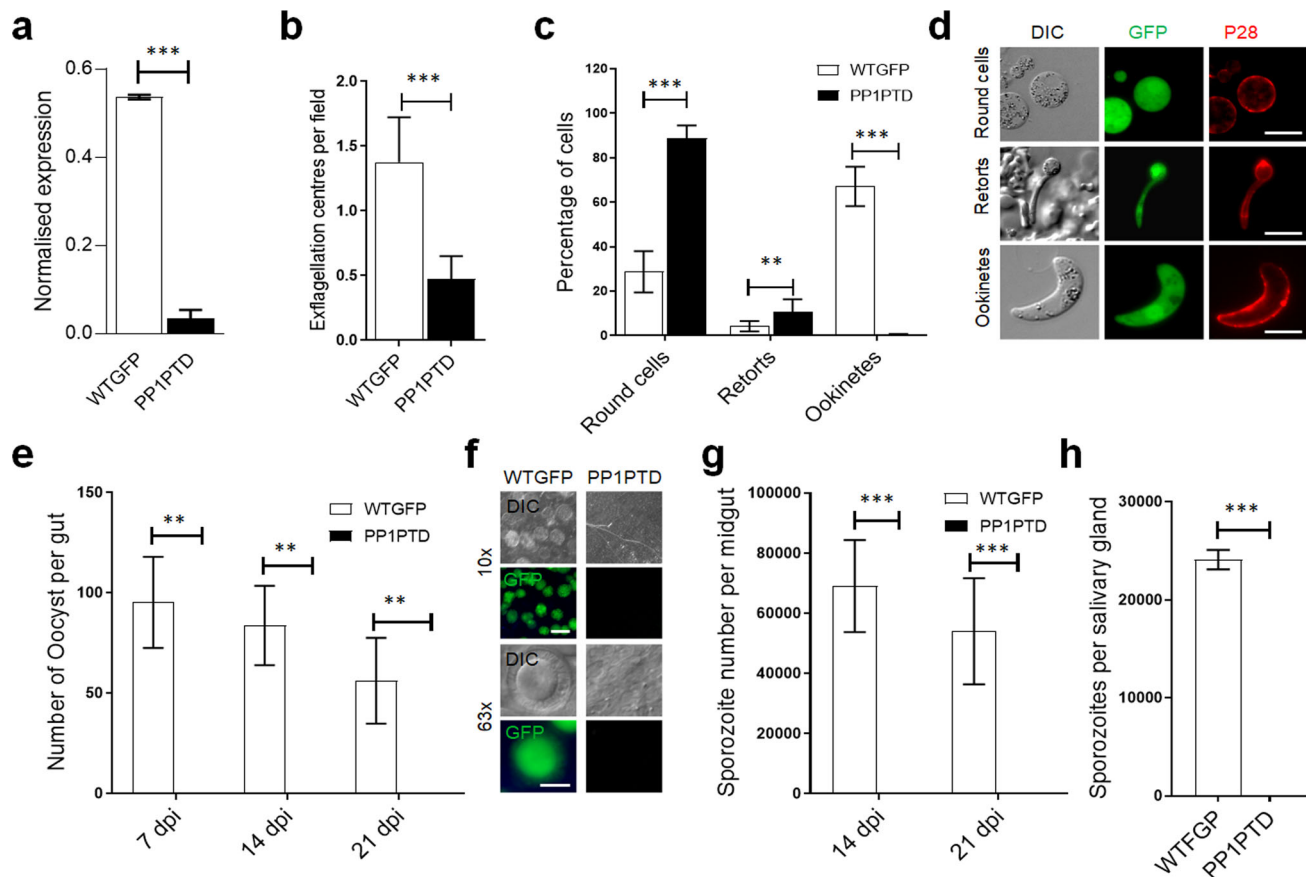 a
***
0.6
0.4
0.2
0.0
Normalised expression
WTGFP
PP1PTD
b
***
2.0
1.5
1.0
0.5
0.0
Exflagellation centres per field
WTGFP
PP1PTD
c
WTGFP
PP1PTD
120
100
80
60
40
20
0
Percentage of cells
***
**
***
Round cells
Retorts
Ookinetes
d
DIC GFP P28
Round cells
Retorts
Ookinetes
e
150
100
50
0
Number of Oocyst per gut
WTGFP
PP1PTD
**
**
**
7 dpi
14 dpi
21 dpi
f
WTGFP PP1PTD
DIC
10x
GFP
DIC
63x
GFP
g
100000
90000
80000
70000
60000
50000
40000
30000
20000
10000
0
Sporozoite number per midgut
WTGFP
PP1PTD
***
***
14 dpi
21 dpi
h
30000
20000
10000
0
Sporozoites per salivary gland
***
WTFGP
PP1PTD